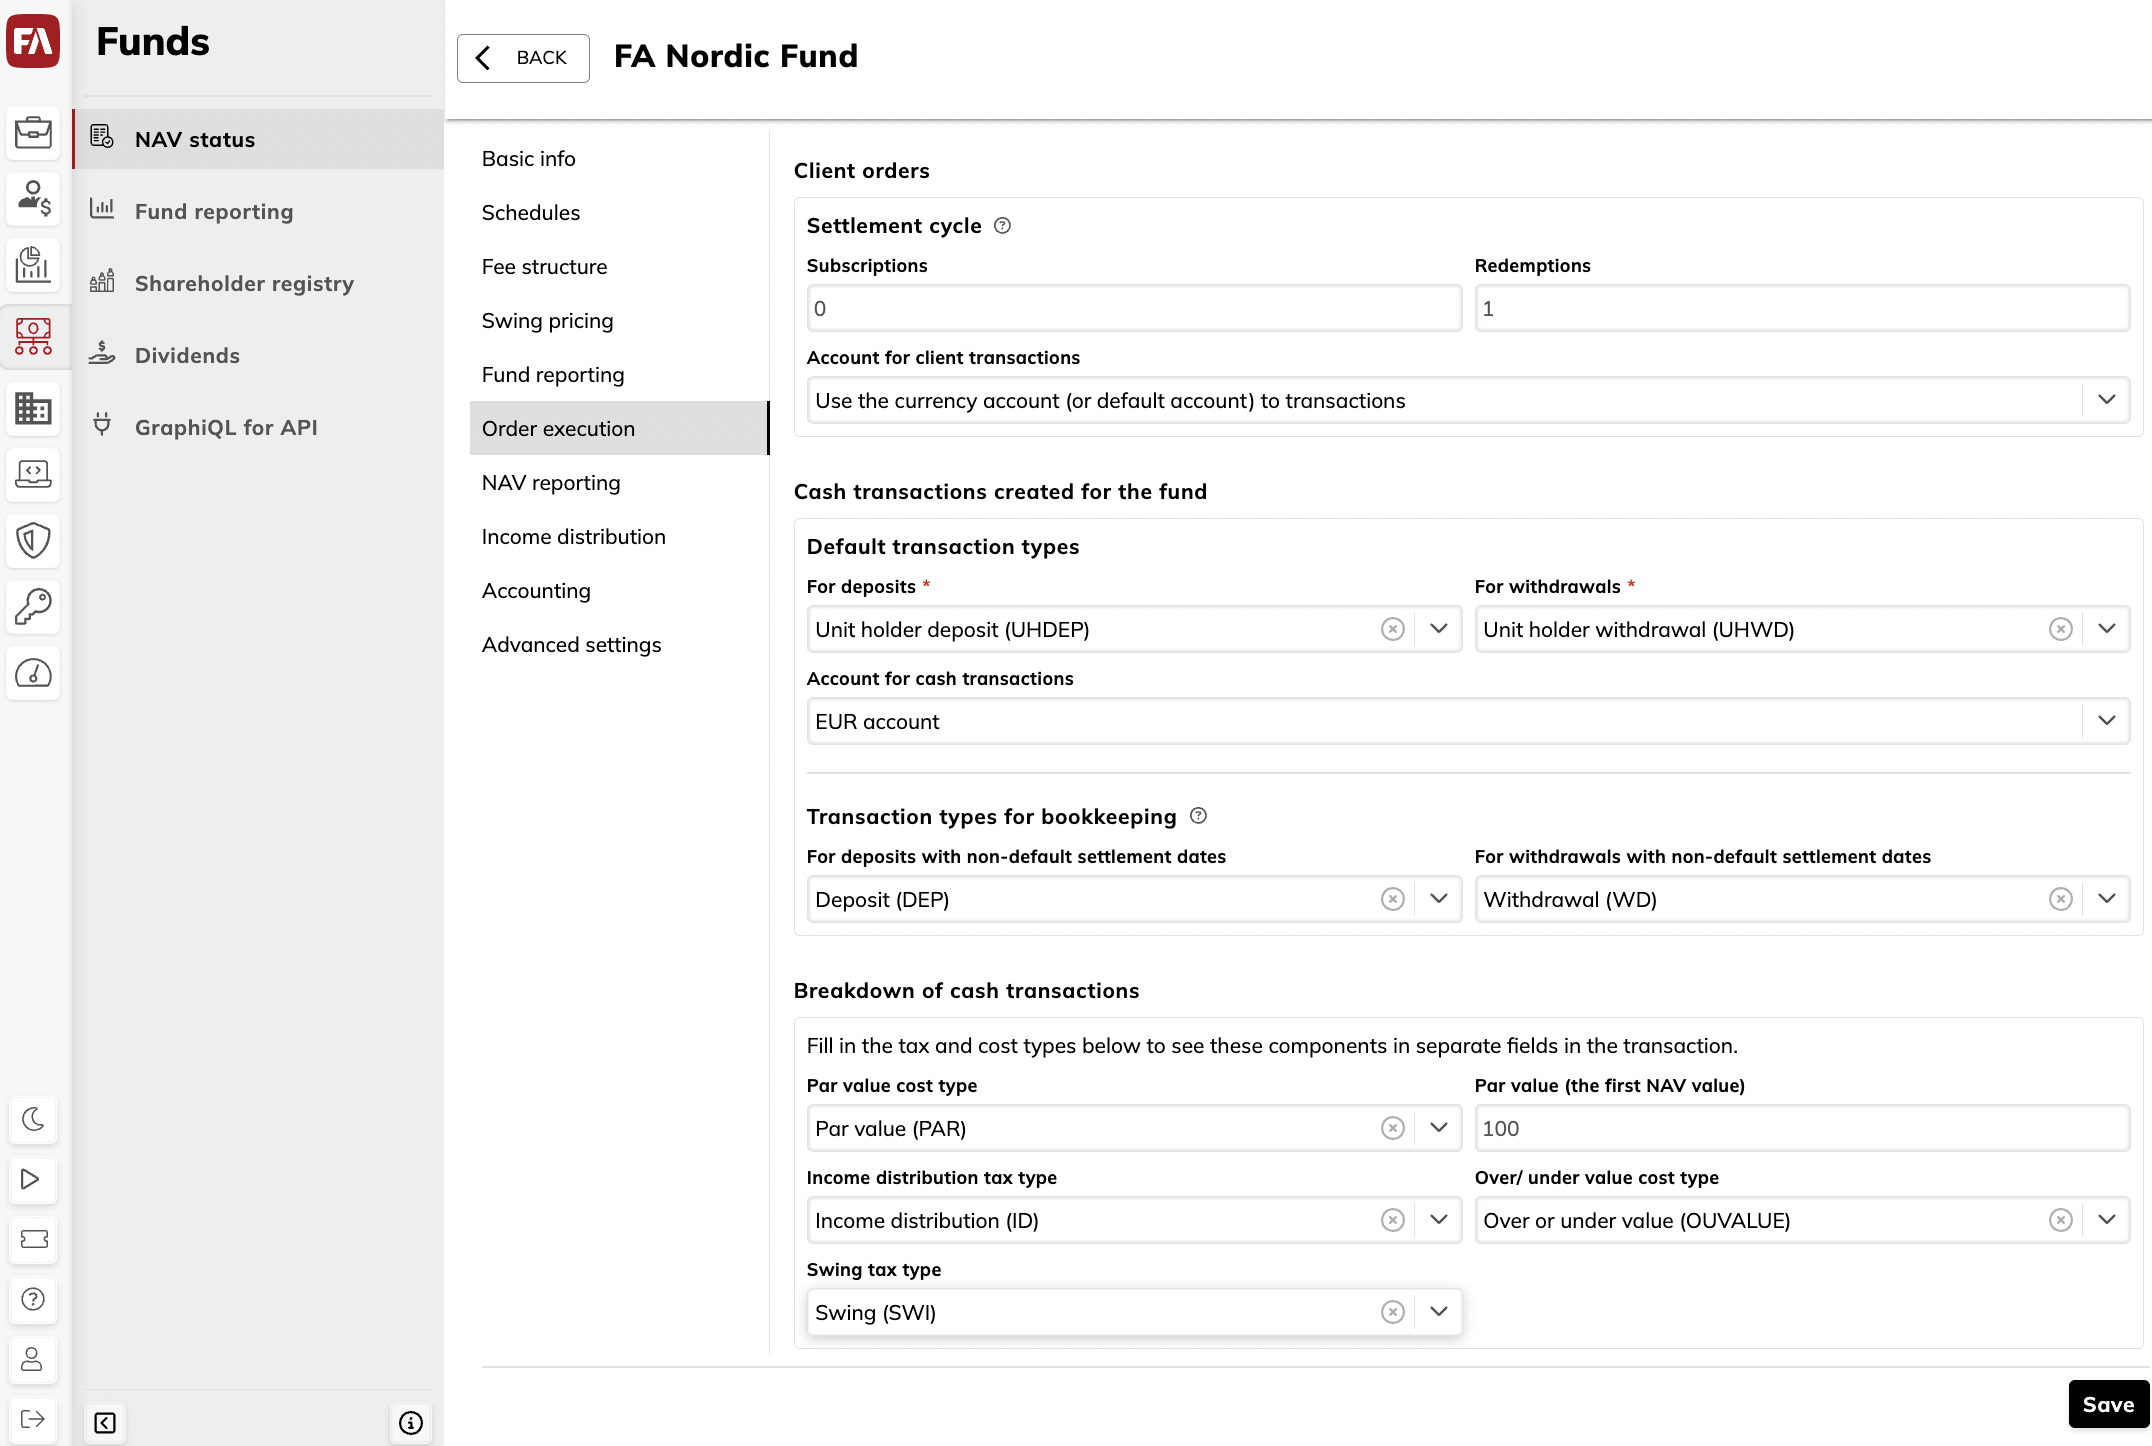 FA
Funds
NAV status
Fund reporting
Shareholder registry
Dividends
GraphiQL for API
BACK
FA Nordic Fund
Basic info
Schedules
Fee structure
Swing pricing
Fund reporting
Order execution
NAV reporting
Income distribution
Accounting
Advanced settings
Client orders
Settlement cycle
Subscriptions
Redemptions
0
1
Account for client transactions
Use the currency account (or default account) to transactions
Cash transactions created for the fund
Default transaction types
For deposits *
For withdrawals *
Unit holder deposit (UHDEP)
Unit holder withdrawal (UHWD)
Account for cash transactions
EUR account
Transaction types for bookkeeping
For deposits with non-default settlement dates
For withdrawals with non-default settlement dates
Deposit (DEP)
Withdrawal (WD)
Breakdown of cash transactions
Fill in the tax and cost types below to see these components in separate fields in the transaction.
Par value cost type
Par value (the first NAV value)
Par value (PAR)
100
Income distribution tax type
Over/ under value cost type
Income distribution (ID)
Over or under value (OUVALUE)
Swing tax type
Swing (SWI)
Save